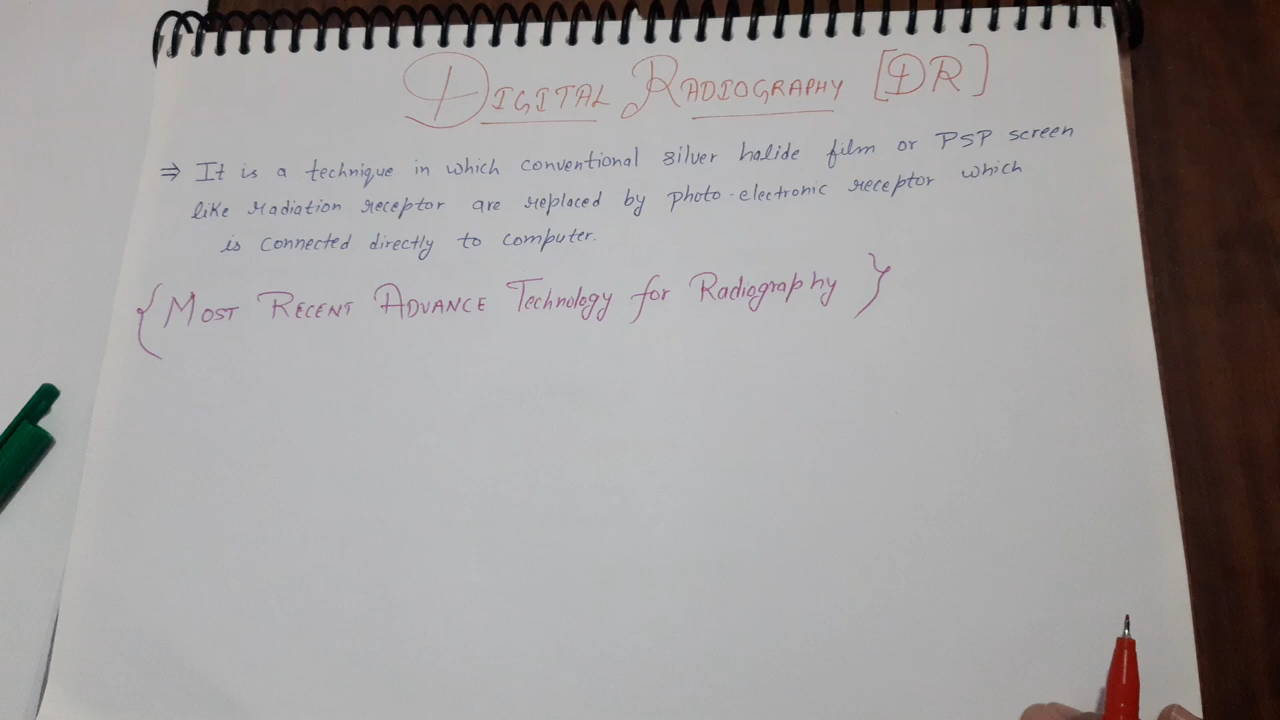 DIGITAL RADIOGRAPHY [DR]
⇒ It is a technique in which conventional silver halide film or PSP screen
like radiation receptor are replaced by photo-electronic receptor which
is connected directly to computer.
{MOST RECENT ADVANCE Technology for Radiography}